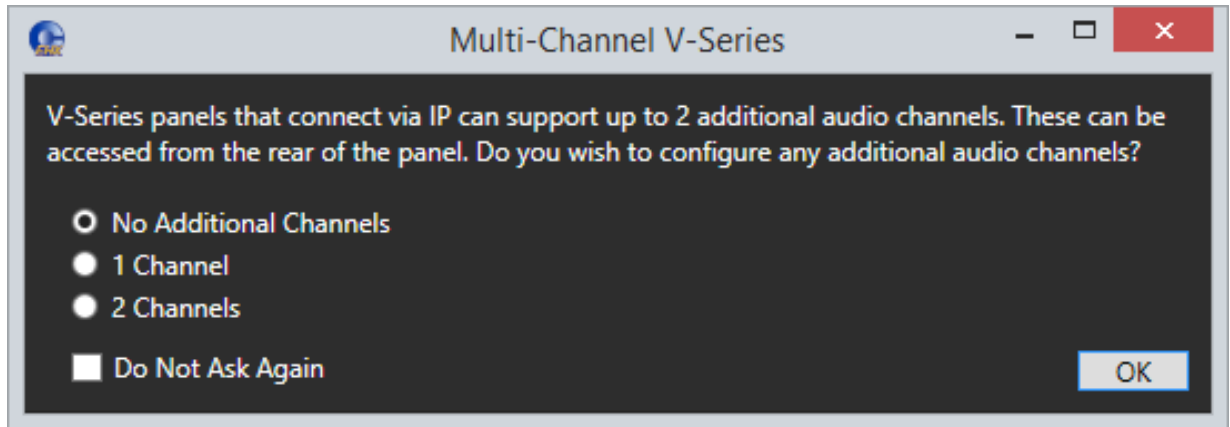 Multi-Channel V-Series
V-Series panels that connect via IP can support up to 2 additional audio channels. These can be
accessed from the rear of the panel. Do you wish to configure any additional audio channels?
No Additional Channels
1 Channel
2 Channels
Do Not Ask Again
OK